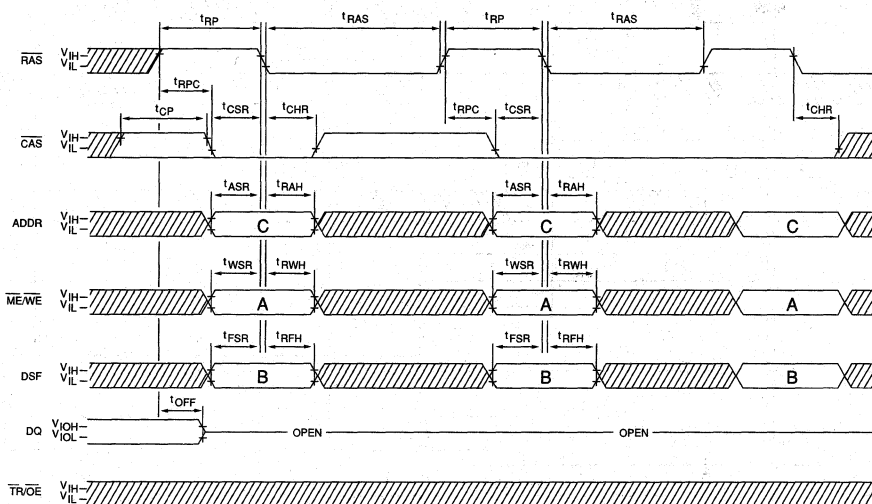 tRP tRAS tRP tRAS
RAS VIH VIL
tRPC tCP tCSR tCHR tRPC tCSR tCHR
CAS VIH VIL
tASR tRAH tASR tRAH
ADDR VIH VIL C C C
tWSR tRWH tWSR tRWH
ME/WE VIH VIL A A A
tFSR tRFH tFSR tRFH
DSF VIH VIL B B B
tOFF
DQ VIOH VIOL OPEN OPEN
TR/OE VIH VIL